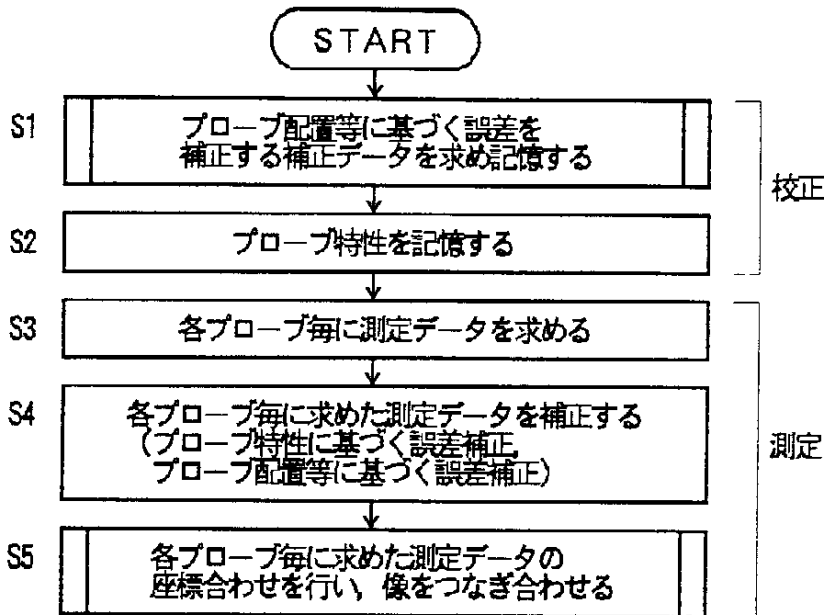 START
S1
プローブ配置等に基づく誤差を
補正する補正データを求め記憶する
S2
プローブ特性を記憶する
校正
S3
各プローブ毎に測定データを求める
S4
各プローブ毎に求めた測定データを補正する
(プローブ特性に基づく誤差補正,
プローブ配置等に基づく誤差補正)
S5
各プローブ毎に求めた測定データの
座標合わせを行い, 像をつなぎ合わせる
測定